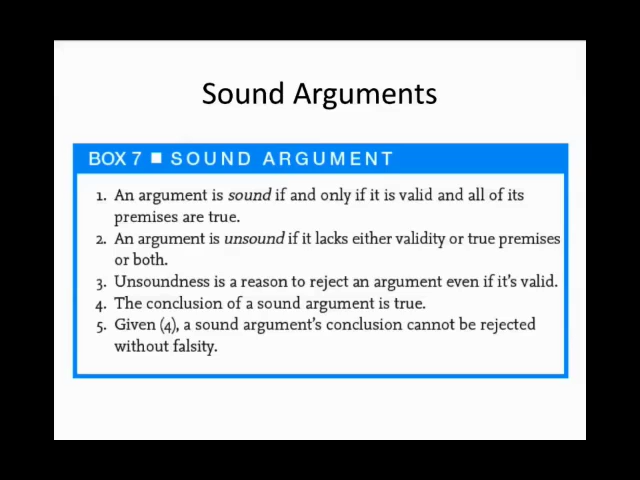 Sound Arguments
BOX 7 ■ SOUND ARGUMENT
1. An argument is sound if and only if it is valid and all of its
premises are true.
2. An argument is unsound if it lacks either validity or true premises
or both.
3. Unsoundness is a reason to reject an argument even if it's valid.
4. The conclusion of a sound argument is true.
5. Given (4), a sound argument's conclusion cannot be rejected
without falsity.